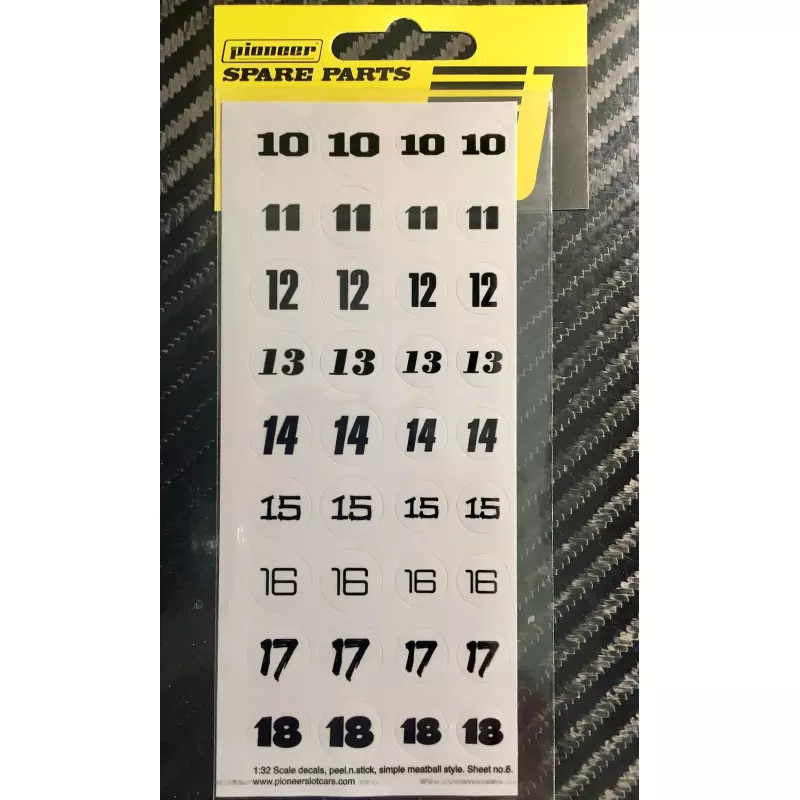 pioneer
SPARE PARTS
10 10 10 10
11 11 11 11
12 12 12 12
13 13 13 13
14 14 14 14
15 15 15 15
16 16 16 16
17 17 17 17
18 18 18 18
1:32 Scale decals, peel.n.stick, simple meatball style. Sheet no.6.
www.pioneerslotcars.com